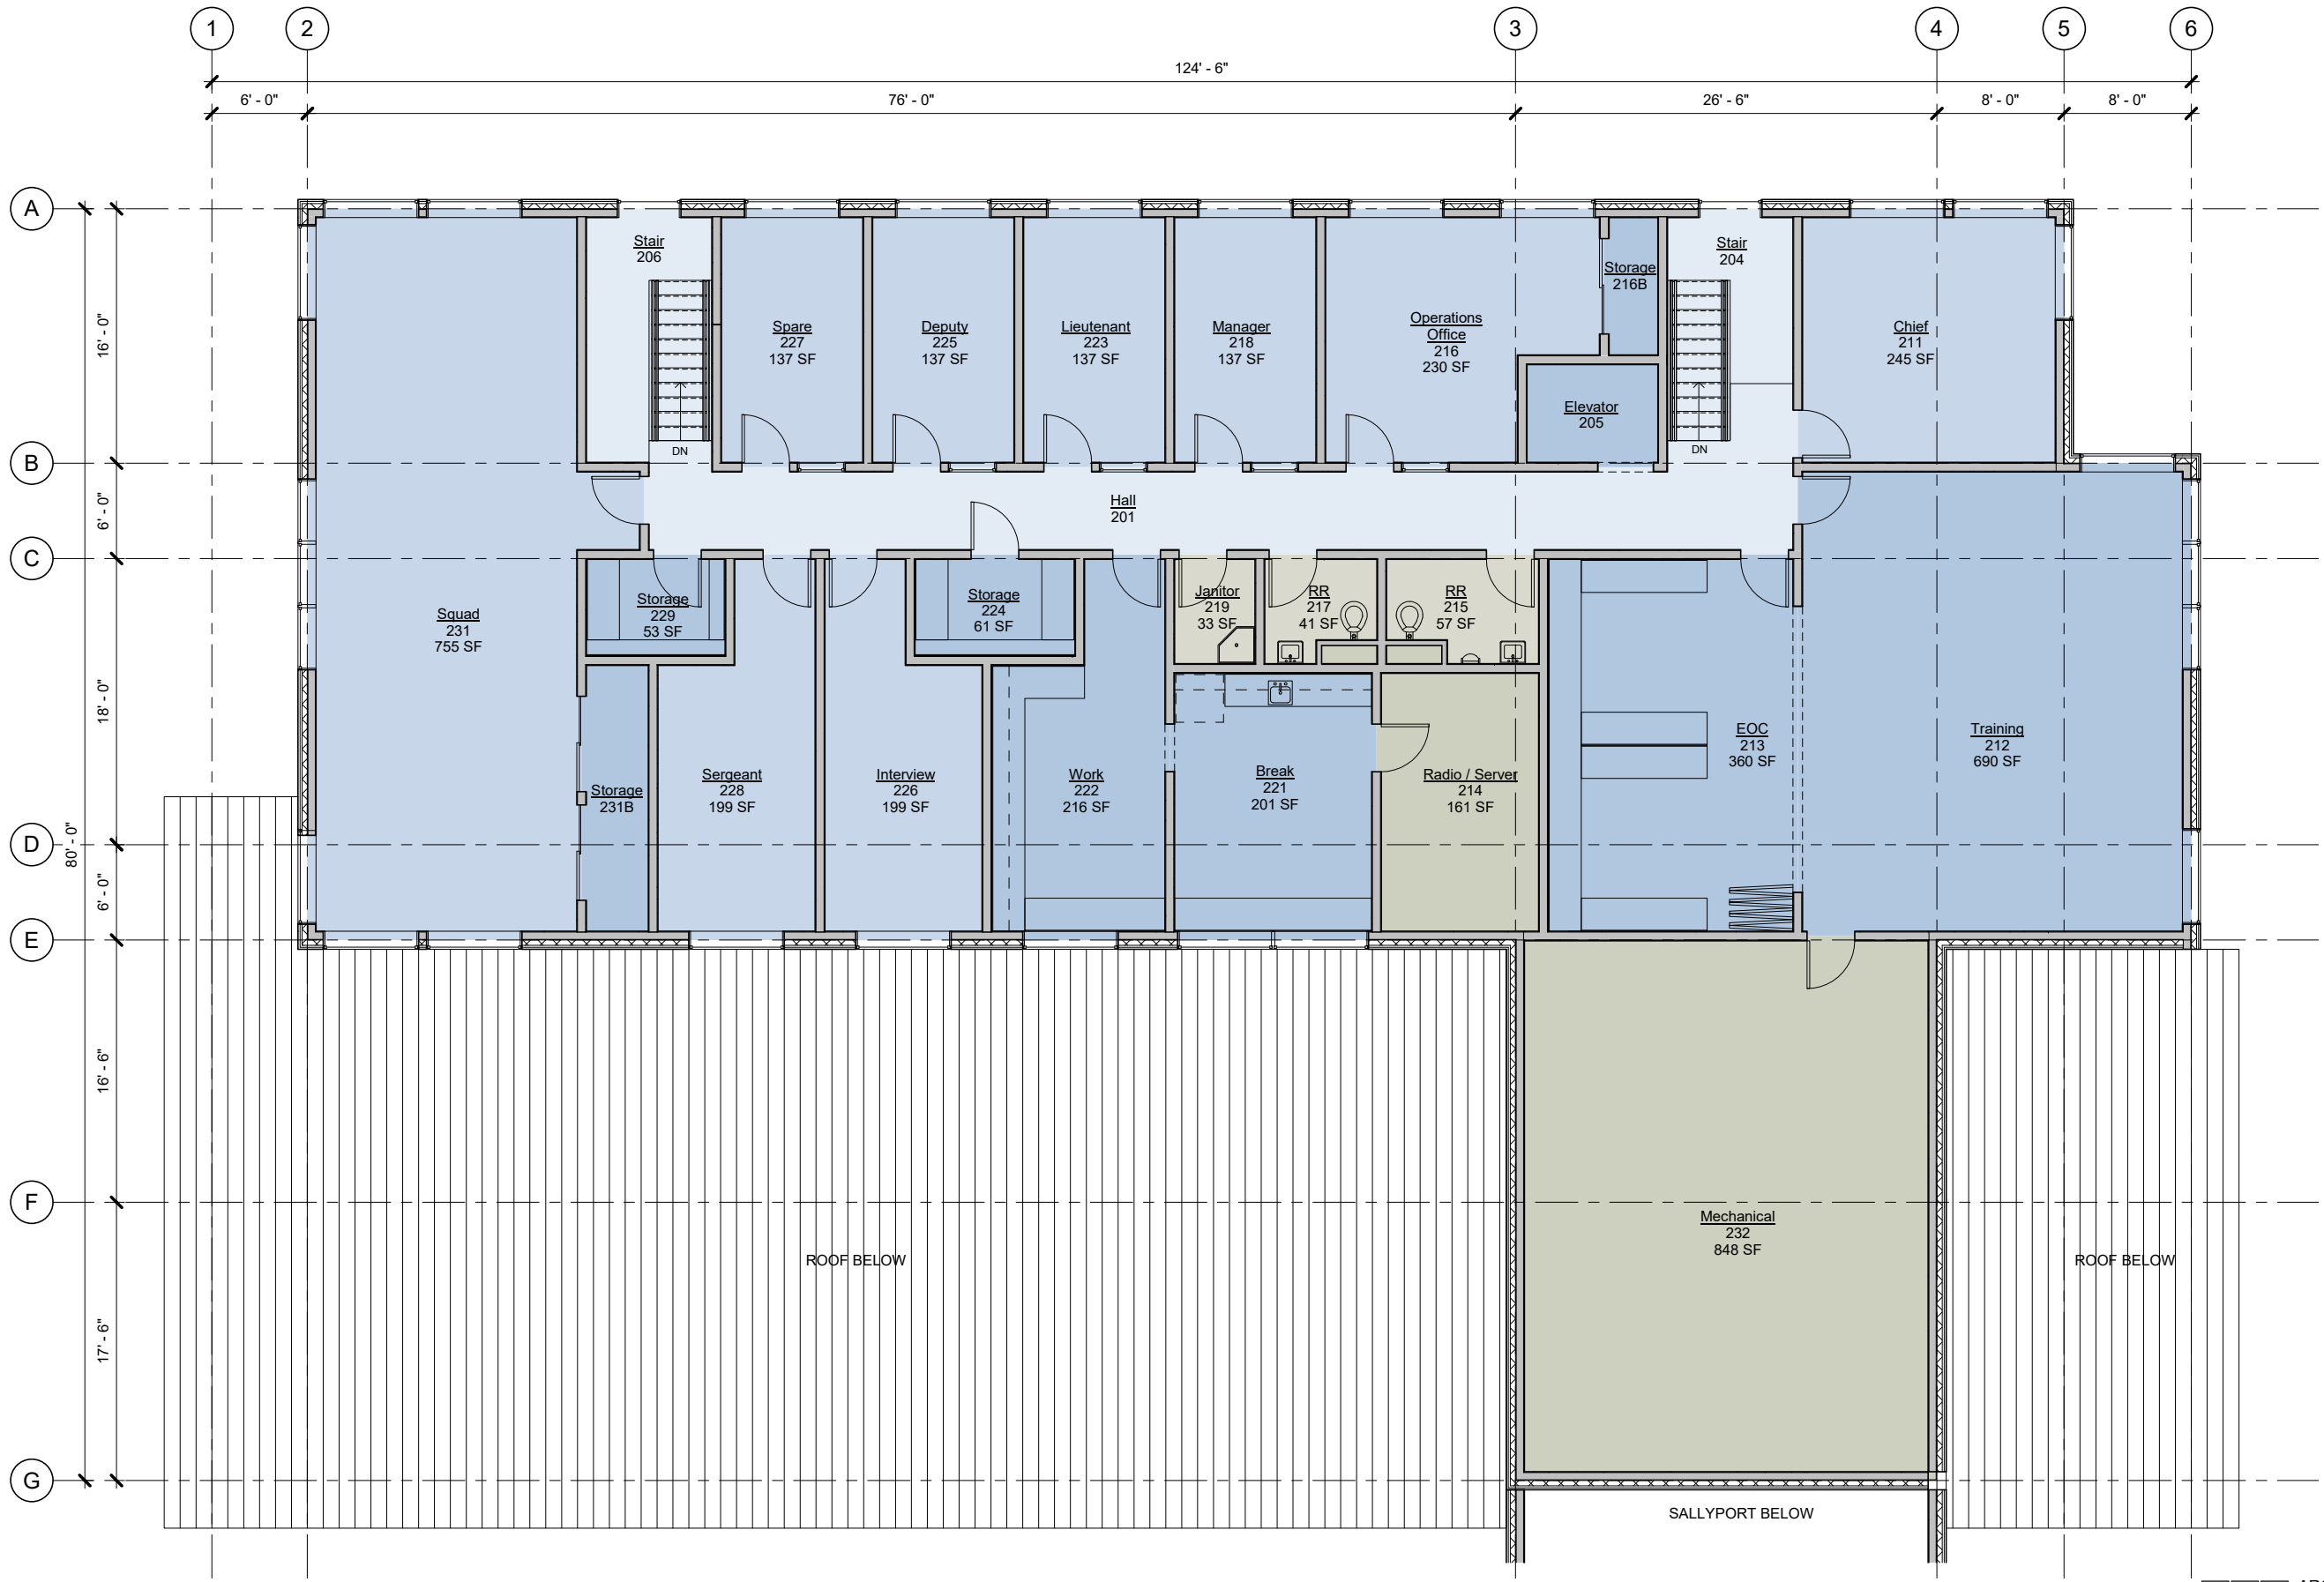 1
2
3
4
5
6
124' - 6"
6' - 0"
76' - 0"
26' - 6"
8' - 0"
8' - 0"
A
B
C
D
E
F
G
80' - 0"
16' - 0"
6' - 0"
18' - 0"
6' - 0"
16' - 6"
17' - 6"
Stair
206
DN
Spare
227
137 SF
Deputy
225
137 SF
Lieutenant
223
137 SF
Manager
218
137 SF
Operations
Office
216
230 SF
Storage
216B
Elevator
205
Stair
204
DN
Chief
211
245 SF
Hall
201
Squad
231
755 SF
Storage
229
53 SF
Storage
224
61 SF
Janitor
219
33 SF
RR
217
41 SF
RR
215
57 SF
Storage
231B
Sergeant
228
199 SF
Interview
226
199 SF
Work
222
216 SF
Break
221
201 SF
Radio / Server
214
161 SF
EOC
213
360 SF
Training
212
690 SF
Mechanical
232
848 SF
ROOF BELOW
ROOF BELOW
SALLYPORT BELOW